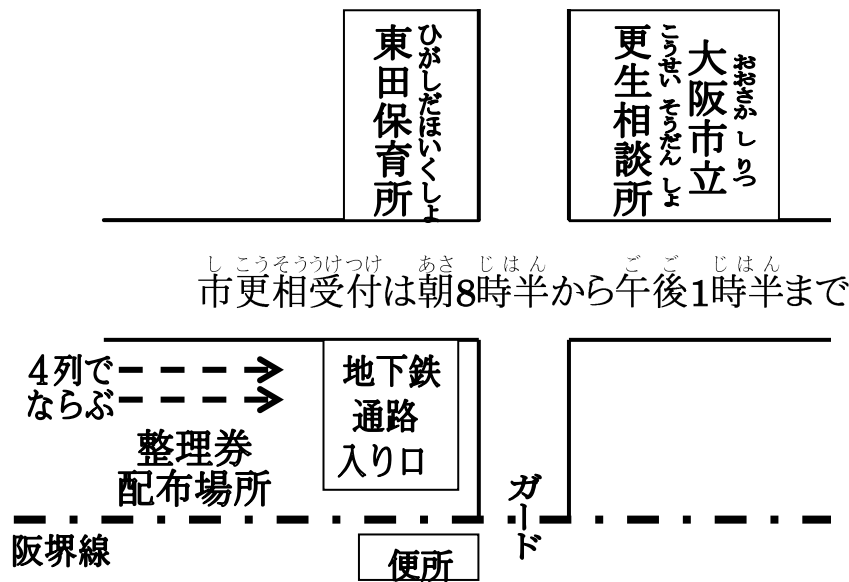 東田保育所
ひがしだほいくしょ
大阪市立
おおさか し りつ
更生相談所
こうせい そうだん しょ
し こうそううけつけ あさ じ はん ご ご じ はん
市更相受付は朝8時半から午後1時半まで
4列で
ならぶ
整理券
配布場所
地下鉄
通路
入り口
ガード
阪堺線
便所